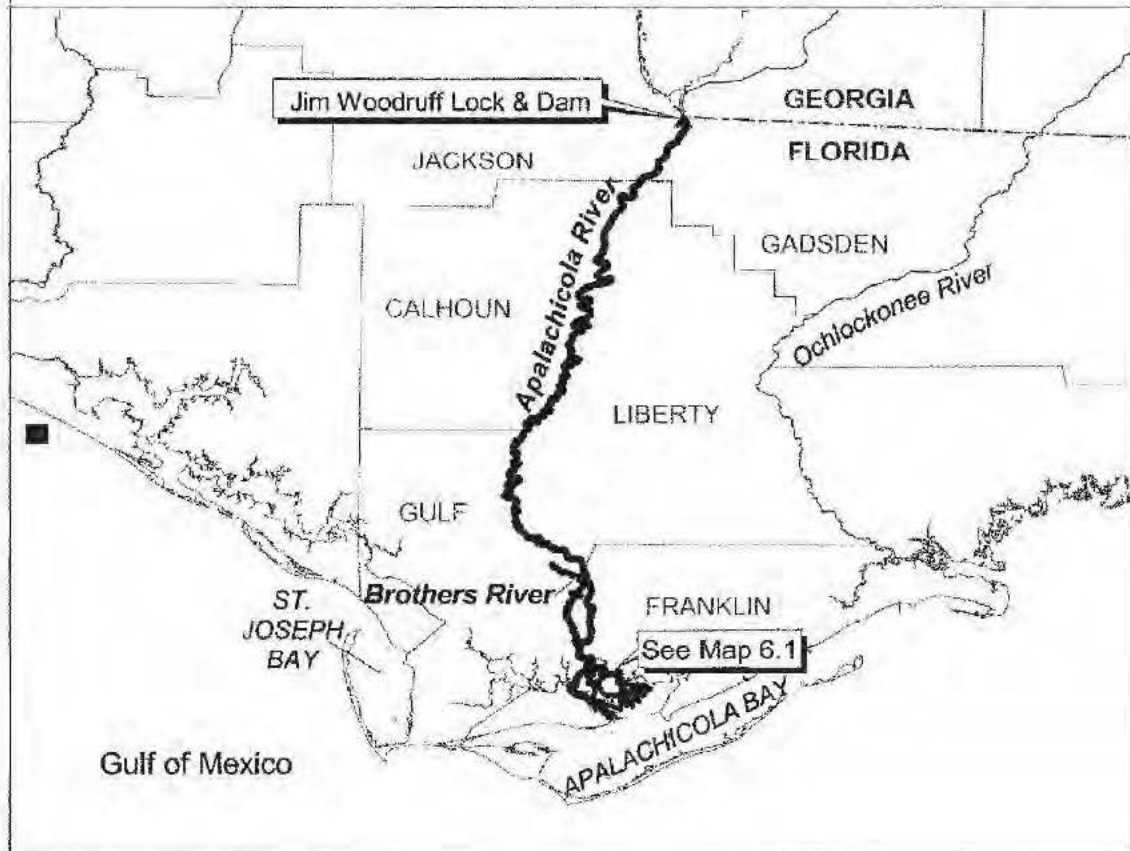 Jim Woodruff Lock & Dam
GEORGIA
FLORIDA
JACKSON
Apalachicola River
GADSDEN
CALHOUN
Ochlockonee River
LIBERTY
GULF
Brothers River
FRANKLIN
ST.
JOSEPH
BAY
See Map 6.1
APALACHICOLA BAY
Gulf of Mexico